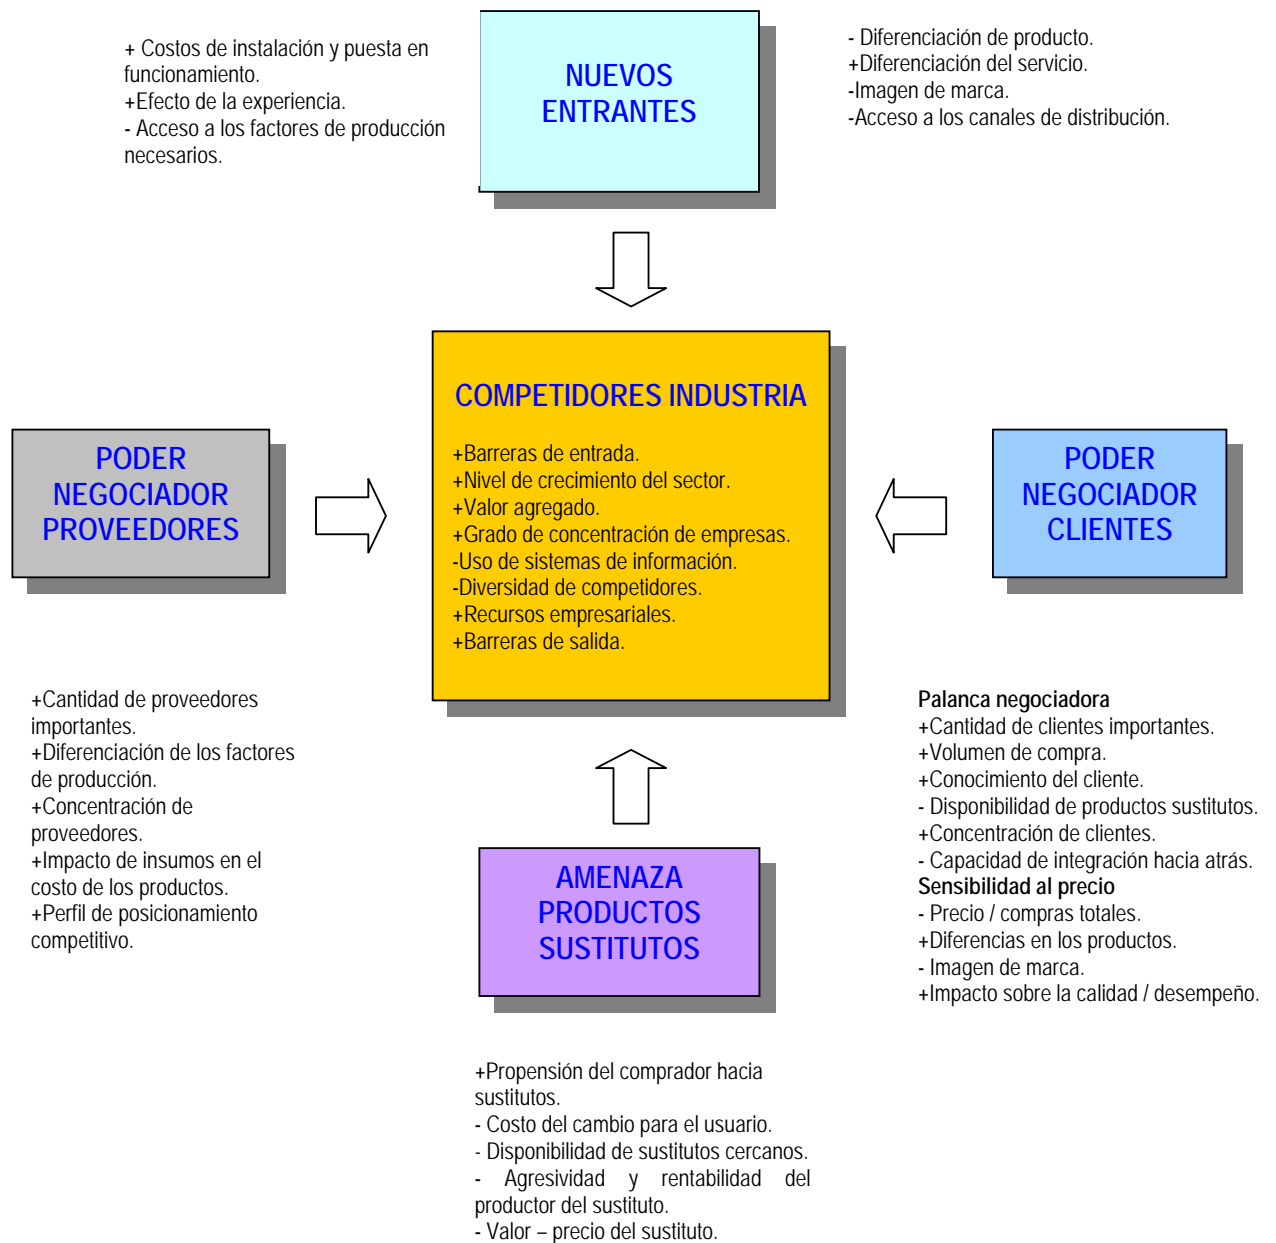 + Costos de instalación y puesta en
funcionamiento.
+Efecto de la experiencia.
- Acceso a los factores de producción
necesarios.
NUEVOS
ENTRANTES
- Diferenciación de producto.
+Diferenciación del servicio.
-Imagen de marca.
-Acceso a los canales de distribución.
PODER
NEGOCIADOR
PROVEEDORES
COMPETIDORES INDUSTRIA
+Barreras de entrada.
+Nivel de crecimiento del sector.
+Valor agregado.
+Grado de concentración de empresas.
-Uso de sistemas de información.
-Diversidad de competidores.
+Recursos empresariales.
+Barreras de salida.
PODER
NEGOCIADOR
CLIENTES
+Cantidad de proveedores
importantes.
+Diferenciación de los factores
de producción.
+Concentración de
proveedores.
+Impacto de insumos en el
costo de los productos.
+Perfil de posicionamiento
competitivo.
AMENAZA
PRODUCTOS
SUSTITUTOS
Palanca negociadora
+Cantidad de clientes importantes.
+Volumen de compra.
+Conocimiento del cliente.
- Disponibilidad de productos sustitutos.
+Concentración de clientes.
- Capacidad de integración hacia atrás.
Sensibilidad al precio
- Precio / compras totales.
+Diferencias en los productos.
- Imagen de marca.
+Impacto sobre la calidad / desempeño.
+Propensión del comprador hacia
sustitutos.
- Costo del cambio para el usuario.
- Disponibilidad de sustitutos cercanos.
- Agresividad y rentabilidad del
productor del sustituto.
- Valor – precio del sustituto.